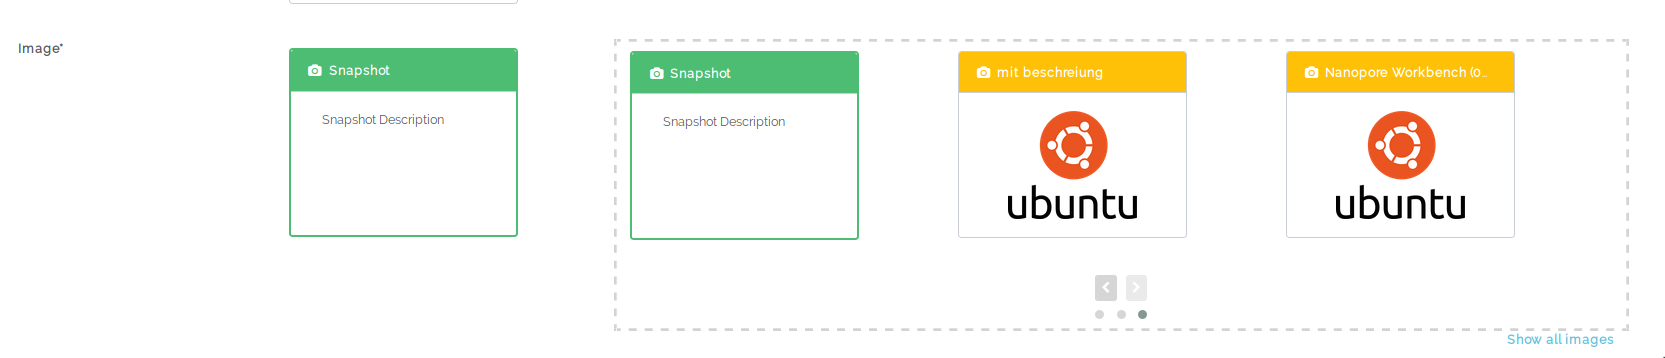 Image*
Snapshot
Snapshot Description
Snapshot
Snapshot Description
mit beschreiung
ubuntu
Nanopore Workbench (0...
ubuntu
Show all images